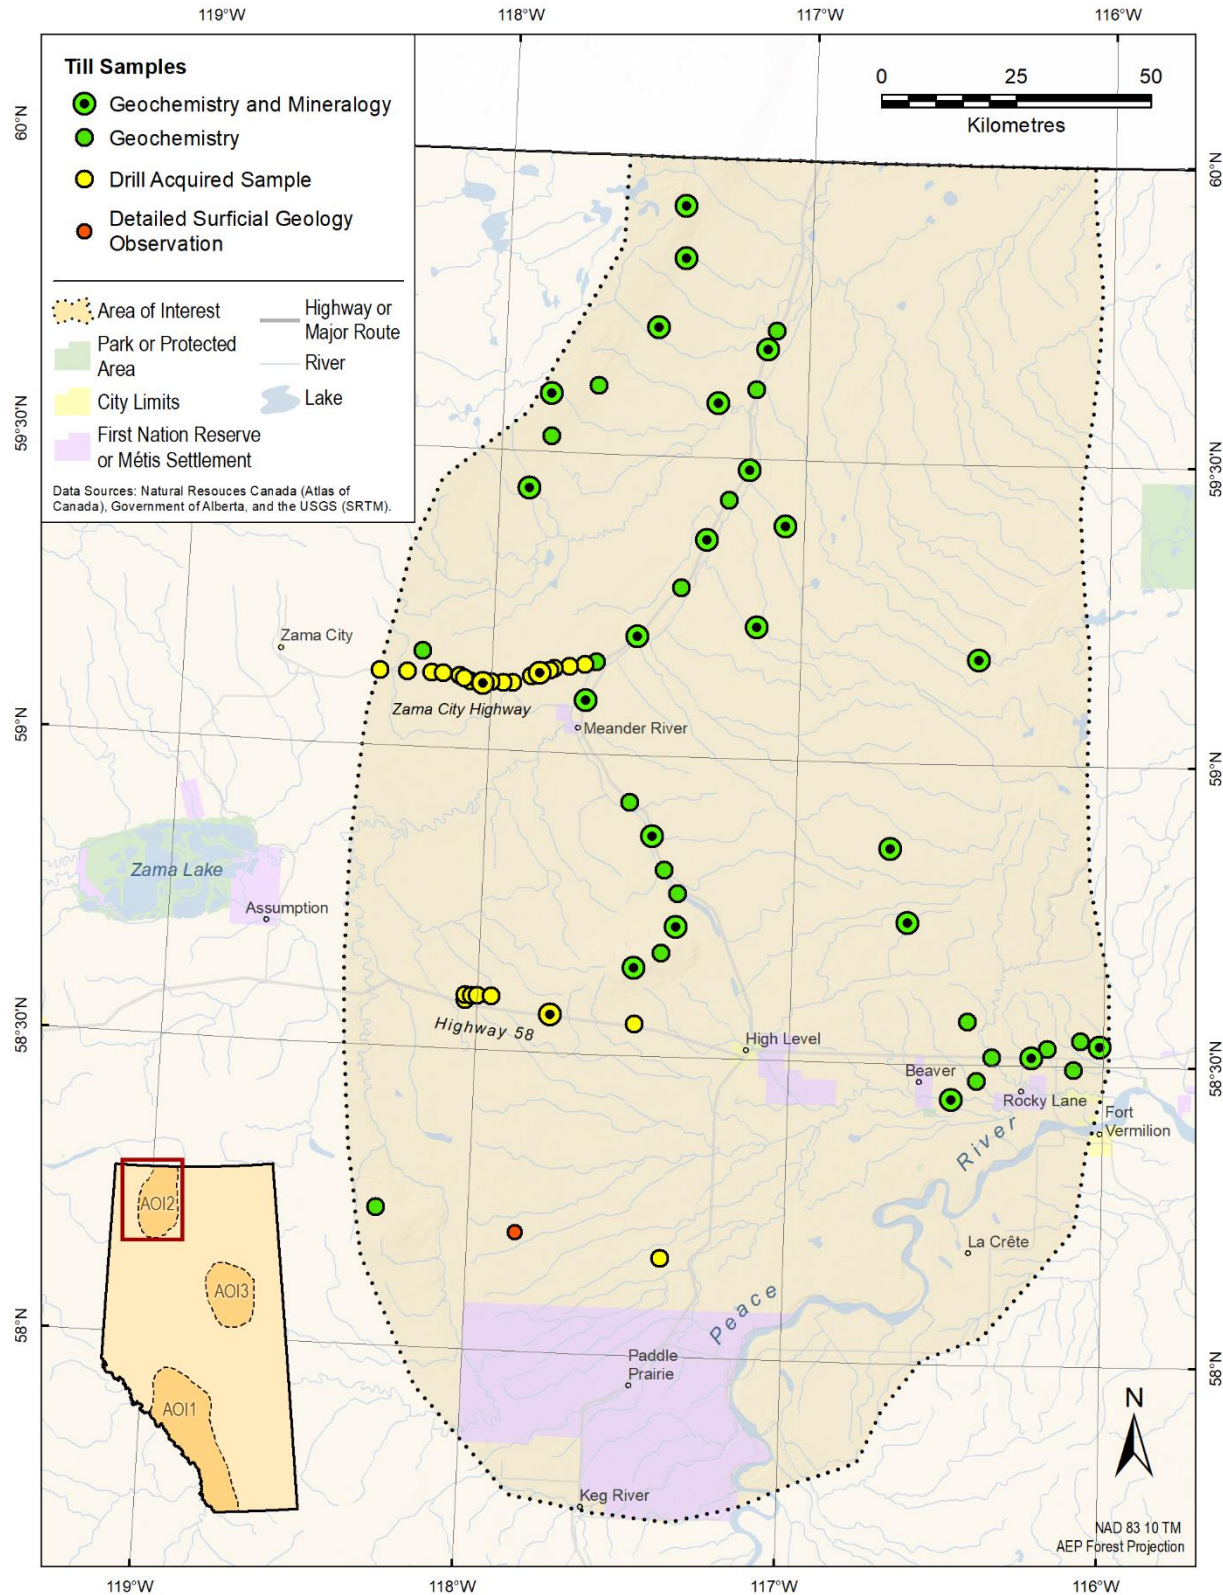 119°W
118°W
117°W
116°W
60°N
60°N
Till Samples
Geochemistry and Mineralogy
Geochemistry
Drill Acquired Sample
Detailed Surficial Geology
Observation
Area of Interest
Park or Protected
Area
City Limits
First Nation Reserve
or Métis Settlement
Highway or
Major Route
River
Lake
Data Sources: Natural Resouces Canada (Atlas of
Canada), Government of Alberta, and the USGS (SRTM).
0
25
50
Kilometres
59°30'N
59°30'N
Zama City
Zama City Highway
Meander River
59°N
59°N
Zama Lake
Assumption
Highway 58
58°30'N
58°30'N
High Level
Beaver
Rocky Lane
Fort
Vermilion
River
La Crête
Peace
Paddle
Prairie
Keg River
58°N
58°N
AOI2
AOI3
AOI1
N
NAD 83 10 TM
AEP Forest Projection
119°W
118°W
117°W
116°W